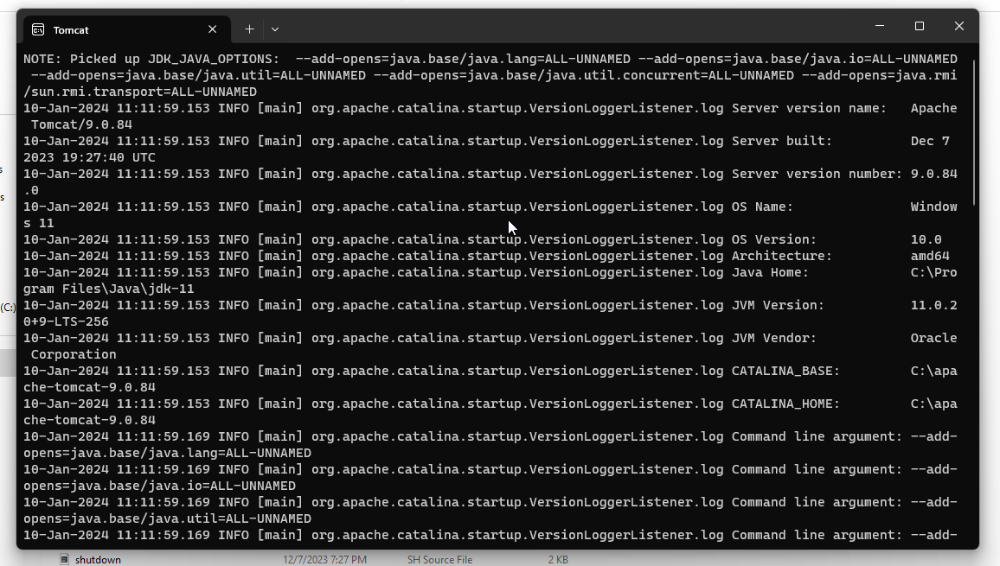 Tomcat
NOTE: Picked up JDK_JAVA_OPTIONS:  --add-opens=java.base/java.lang=ALL-UNNAMED --add-opens=java.base/java.io=ALL-UNNAMED
--add-opens=java.base/java.util=ALL-UNNAMED --add-opens=java.base/java.util.concurrent=ALL-UNNAMED --add-opens=java.rmi
/sun.rmi.transport=ALL-UNNAMED
10-Jan-2024 11:11:59.153 INFO [main] org.apache.catalina.startup.VersionLoggerListener.log Server version name:   Apache
Tomcat/9.0.84
10-Jan-2024 11:11:59.153 INFO [main] org.apache.catalina.startup.VersionLoggerListener.log Server built:          Dec 7
2023 19:27:40 UTC
10-Jan-2024 11:11:59.153 INFO [main] org.apache.catalina.startup.VersionLoggerListener.log Server version number: 9.0.84
.0
10-Jan-2024 11:11:59.153 INFO [main] org.apache.catalina.startup.VersionLoggerListener.log OS Name:               Window
s 11
10-Jan-2024 11:11:59.153 INFO [main] org.apache.catalina.startup.VersionLoggerListener.log OS Version:            10.0
10-Jan-2024 11:11:59.153 INFO [main] org.apache.catalina.startup.VersionLoggerListener.log Architecture:          amd64
10-Jan-2024 11:11:59.153 INFO [main] org.apache.catalina.startup.VersionLoggerListener.log Java Home:             C:\Pro
gram Files\Java\jdk-11
10-Jan-2024 11:11:59.153 INFO [main] org.apache.catalina.startup.VersionLoggerListener.log JVM Version:           11.0.2
0+9-LTS-256
10-Jan-2024 11:11:59.153 INFO [main] org.apache.catalina.startup.VersionLoggerListener.log JVM Vendor:            Oracle
Corporation
10-Jan-2024 11:11:59.153 INFO [main] org.apache.catalina.startup.VersionLoggerListener.log CATALINA_BASE:         C:\apa
che-tomcat-9.0.84
10-Jan-2024 11:11:59.153 INFO [main] org.apache.catalina.startup.VersionLoggerListener.log CATALINA_HOME:         C:\apa
che-tomcat-9.0.84
10-Jan-2024 11:11:59.169 INFO [main] org.apache.catalina.startup.VersionLoggerListener.log Command line argument: --add-
opens=java.base/java.lang=ALL-UNNAMED
10-Jan-2024 11:11:59.169 INFO [main] org.apache.catalina.startup.VersionLoggerListener.log Command line argument: --add-
opens=java.base/java.io=ALL-UNNAMED
10-Jan-2024 11:11:59.169 INFO [main] org.apache.catalina.startup.VersionLoggerListener.log Command line argument: --add-
opens=java.base/java.util=ALL-UNNAMED
10-Jan-2024 11:11:59.169 INFO [main] org.apache.catalina.startup.VersionLoggerListener.log Command line argument: --add-
s
s
(C:)
shutdown 12/7/2023 7:27 PM SH Source File 2 KB